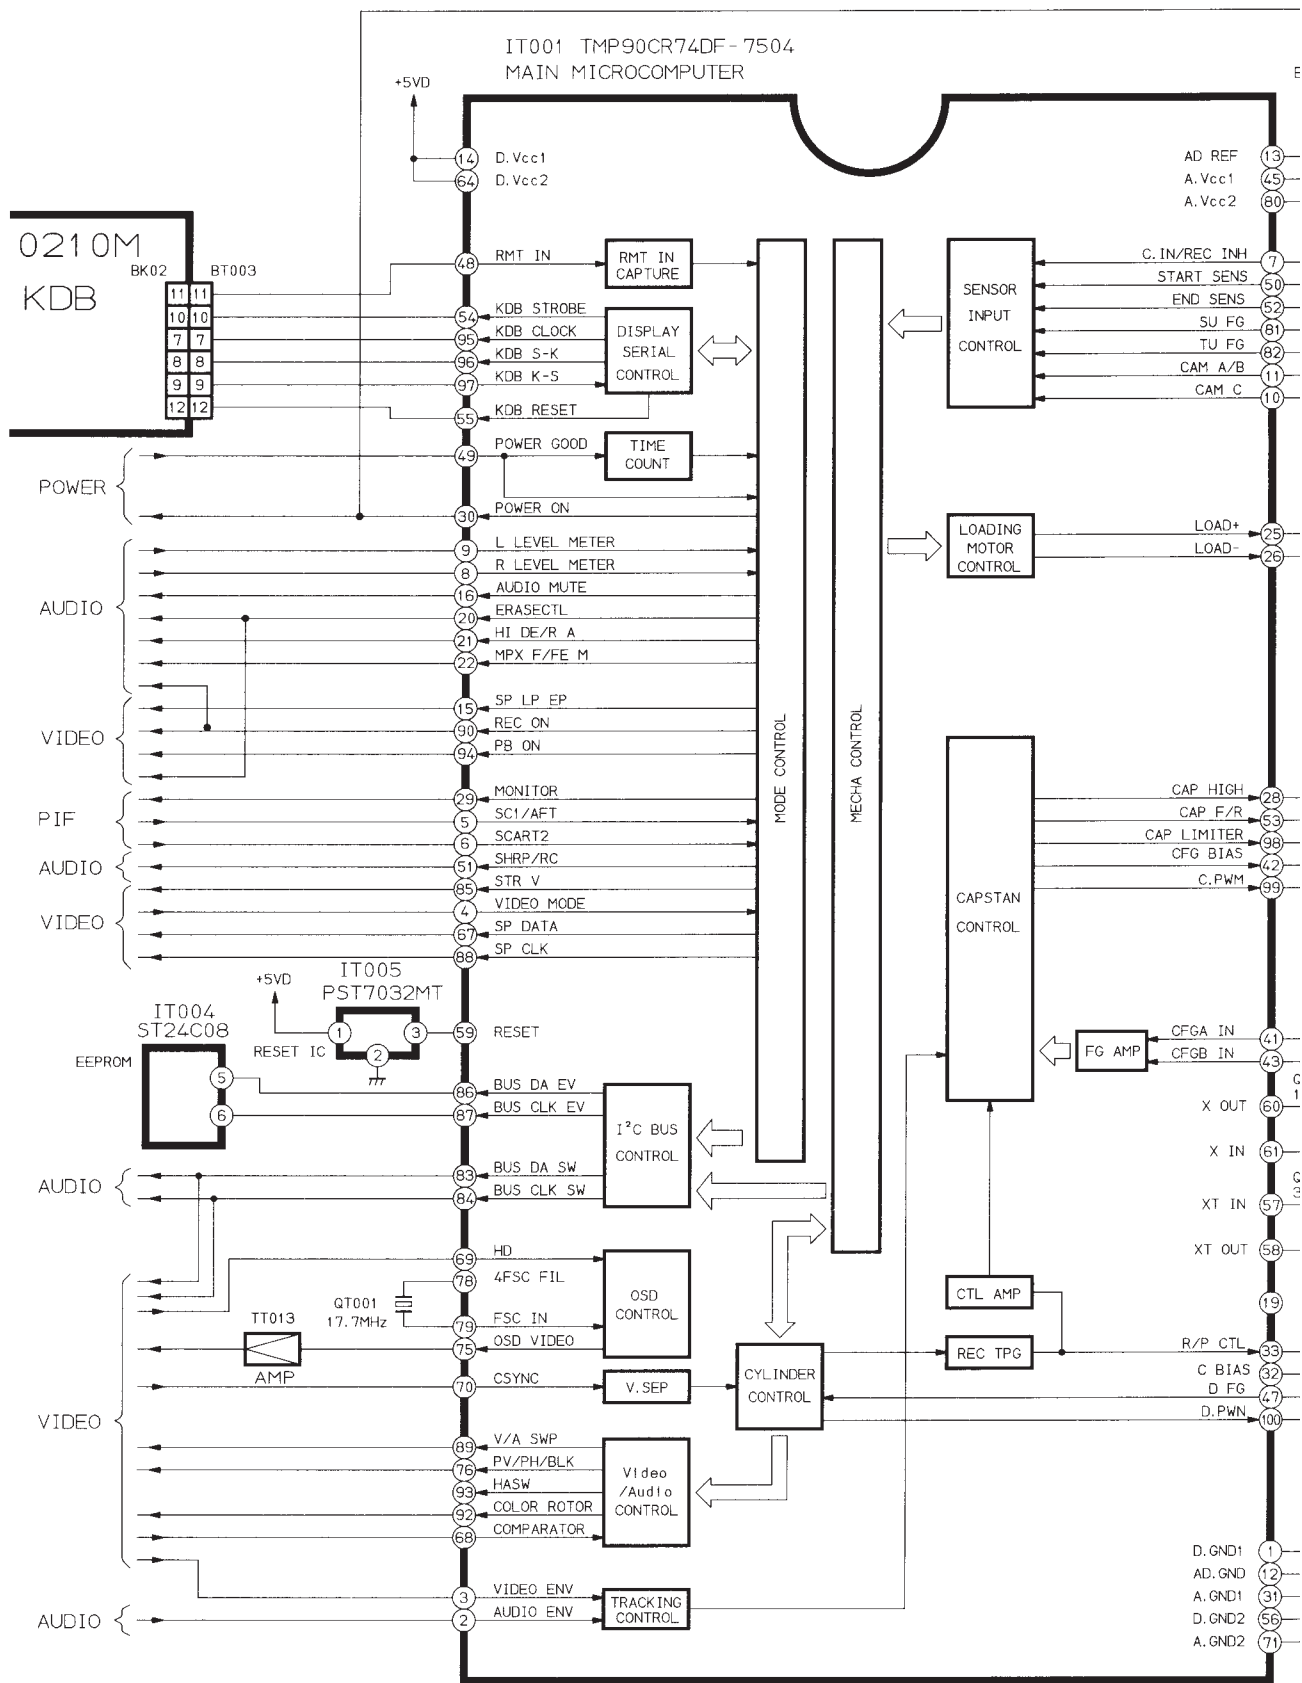 IT001 TMP90CR74DF-7504
MAIN MICROCOMPUTER
+5VD
14 D.Vcc1
64 D.Vcc2
AD REF 13
A.Vcc1 45
A.Vcc2 80
0210M
KDB
BK02 BT003
11 11
10 10
7 7
8 8
9 9
12 12
48 RMT IN
RMT IN
CAPTURE
54 KDB STROBE
95 KDB CLOCK
96 KDB S-K
97 KDB K-S
55 KDB RESET
DISPLAY
SERIAL
CONTROL
POWER
49 POWER GOOD
TIME
COUNT
30 POWER ON
AUDIO
9 L LEVEL METER
8 R LEVEL METER
16 AUDIO MUTE
20 ERASECTL
21 HI DE/R A
22 MPX F/FE M
VIDEO
15 SP LP EP
90 REC ON
94 PB ON
PIF
29 MONITOR
5 SC1/AFT
6 SCART2
AUDIO
51 SHRP/RC
VIDEO
85 STR V
4 VIDEO MODE
67 SP DATA
88 SP CLK
MODE CONTROL
MECHA CONTROL
SENSOR
INPUT
CONTROL
C.IN/REC INH 7
START SENS 50
END SENS 52
SU FG 81
TU FG 82
CAM A/B 11
CAM C 10
LOADING
MOTOR
CONTROL
LOAD+ 25
LOAD- 26
CAPSTAN
CONTROL
CAP HIGH 28
CAP F/R 53
CAP LIMITER 98
CFG BIAS 42
C.PWM 99
FG AMP
CFGA IN 41
CFGB IN 43
X OUT 60
X IN 61
XT IN 57
XT OUT 58
19
IT005
PST7032MT
+5VD
1
3
2
RESET IC
59 RESET
IT004
ST24C08
EEPROM
5
6
86 BUS DA EV
87 BUS CLK EV
I²C BUS
CONTROL
AUDIO
83 BUS DA SW
84 BUS CLK SW
69 HD
78 4FSC FIL
QT001
17.7MHz
79 FSC IN
75 OSD VIDEO
OSD
CONTROL
TT013
AMP
VIDEO
70 CSYNC
V.SEP
CYLINDER
CONTROL
CTL AMP
REC TPG
R/P CTL 33
C BIAS 32
D FG 47
D.PWN 100
89 V/A SWP
76 PV/PH/BLK
93 HASW
92 COLOR ROTOR
68 COMPARATOR
Video
/Audio
CONTROL
3 VIDEO ENV
AUDIO
2 AUDIO ENV
TRACKING
CONTROL
D.GND1 1
AD.GND 12
A.GND1 31
D.GND2 56
A.GND2 71